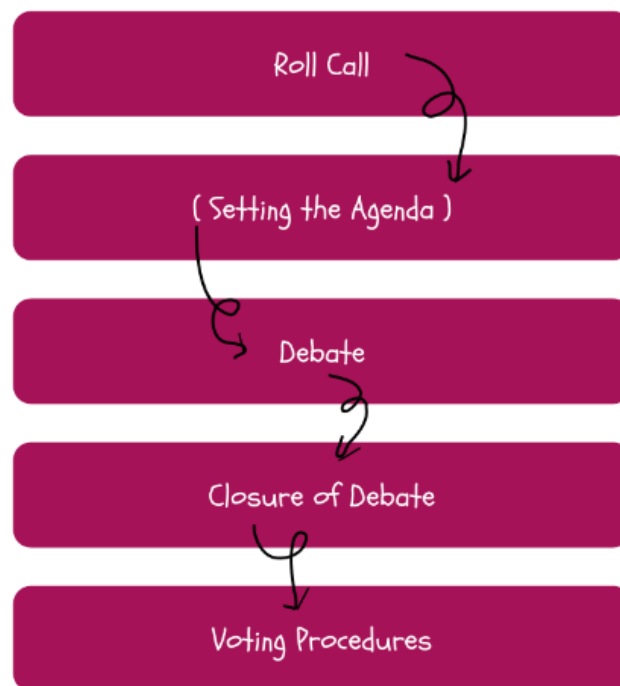 Roll Call
( Setting the Agenda )
Debate
Closure of Debate
Voting Procedures